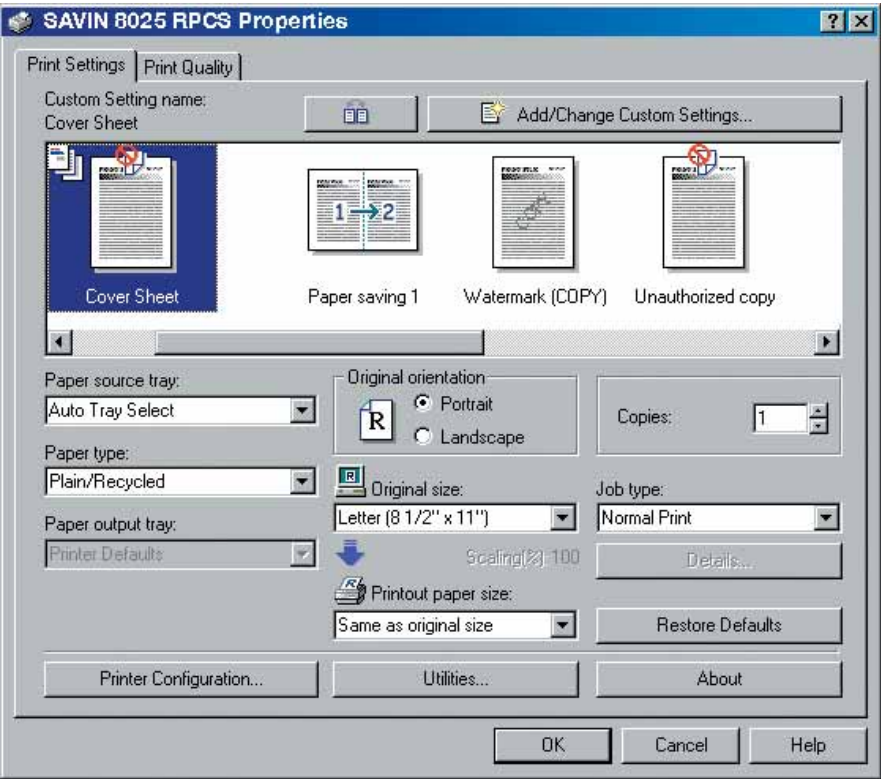 SAVIN 8025 RPCS Properties
Print Settings
Print Quality
Custom Setting name:
Cover Sheet
Add/Change Custom Settings...
1
2
COPY
Cover Sheet
Paper saving 1
Watermark (COPY)
Unauthorized copy
Paper source tray:
Auto Tray Select
Original orientation
R
Portrait
Landscape
Copies:
1
Paper type:
Plain/Recycled
R
Original size:
Letter (8 1/2" x 11")
Job type:
Normal Print
Paper output tray:
Printer Defaults
Scaling(%): 100
Details...
R
Printout paper size:
Same as original size
Restore Defaults
Printer Configuration...
Utilities...
About
OK
Cancel
Help